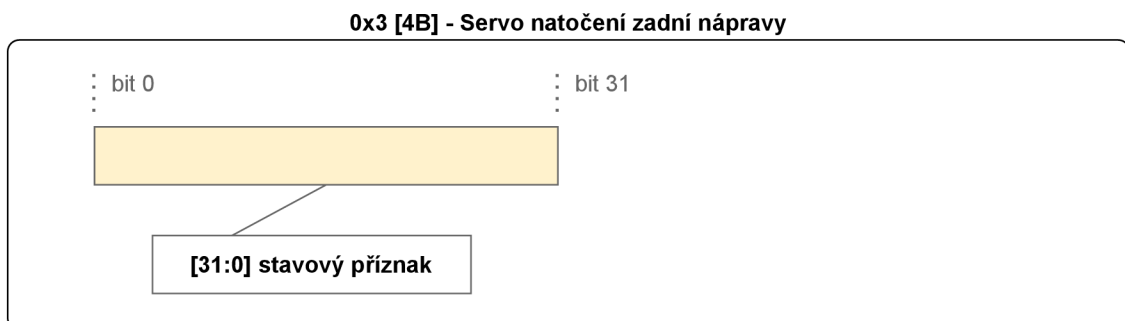 0x3 [4B] - Servo natočení zadní nápravy
bit 0
bit 31
[31:0] stavový příznak